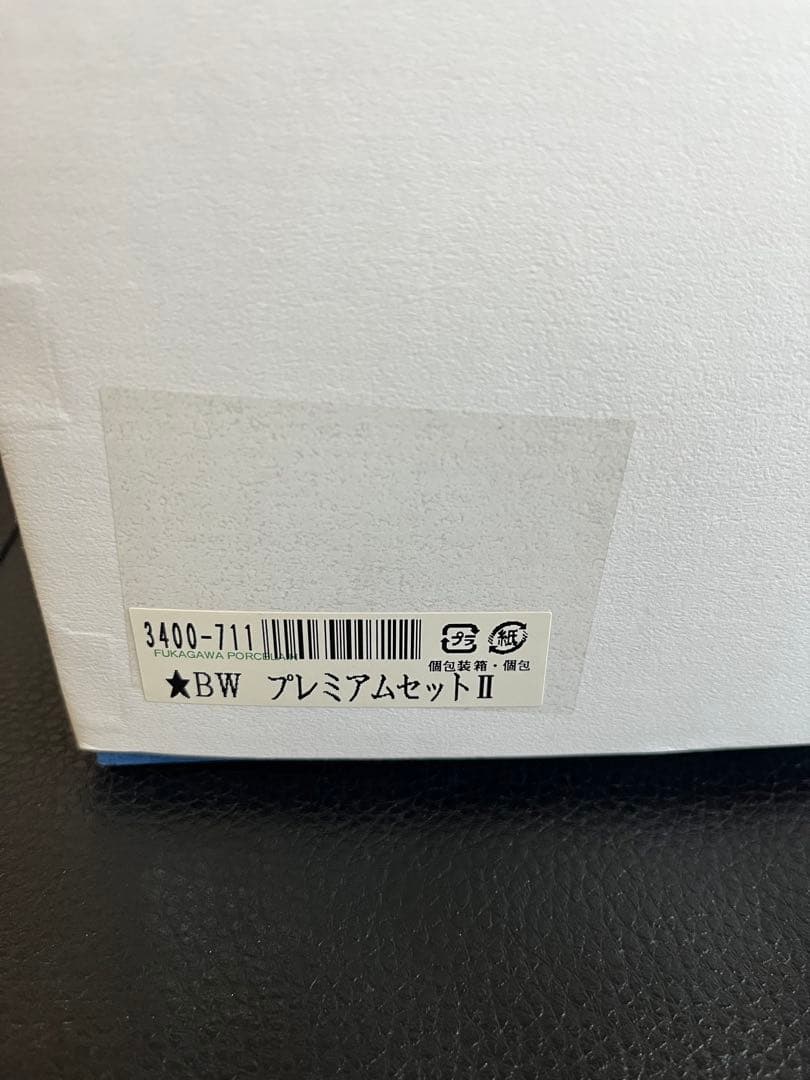 3400-711
FUKAGAWA PORCELAIN
プラ 紙
個包装箱・個包
★BW プレミアムセットⅡ